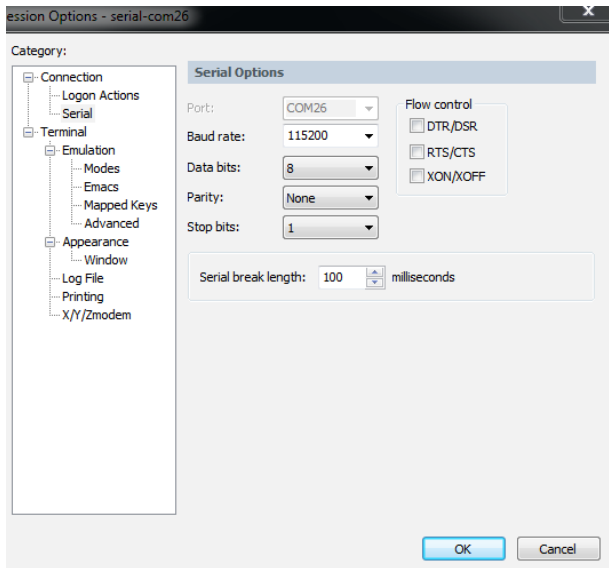 ession Options - serial-com26
Category:
Connection
Logon Actions
Serial
Terminal
Emulation
Modes
Emacs
Mapped Keys
Advanced
Appearance
Window
Log File
Printing
X/Y/Zmodem
Serial Options
Port: COM26
Baud rate: 115200
Data bits: 8
Parity: None
Stop bits: 1
Flow control
DTR/DSR
RTS/CTS
XON/XOFF
Serial break length: 100 milliseconds
OK Cancel